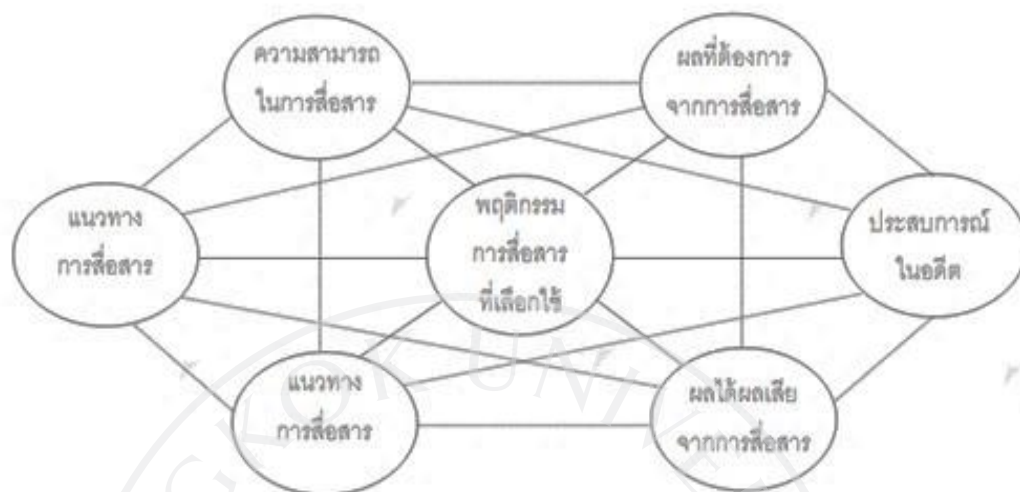 ความสามารถ
ในการสื่อสาร
ผลที่ต้องการ
จากการสื่อสาร
แนวทาง
การสื่อสาร
พฤติกรรม
การสื่อสาร
ที่เลือกใช้
ประสบการณ์
ในอดีต
แนวทาง
การสื่อสาร
ผลได้ผลเสีย
จากการสื่อสาร